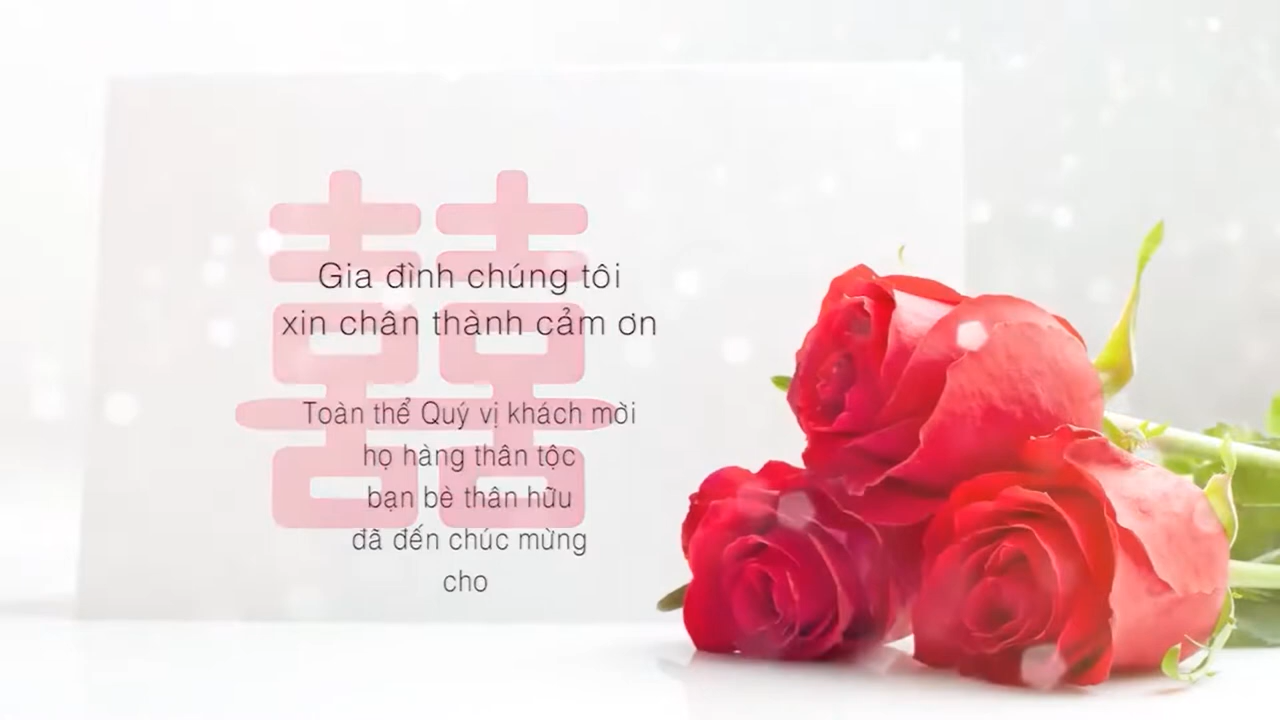 囍
Gia đình chúng tôi
xin chân thành cảm ơn
Toàn thể Quý vị khách mời
họ hàng thân tộc
bạn bè thân hữu
đã đến chúc mừng
cho